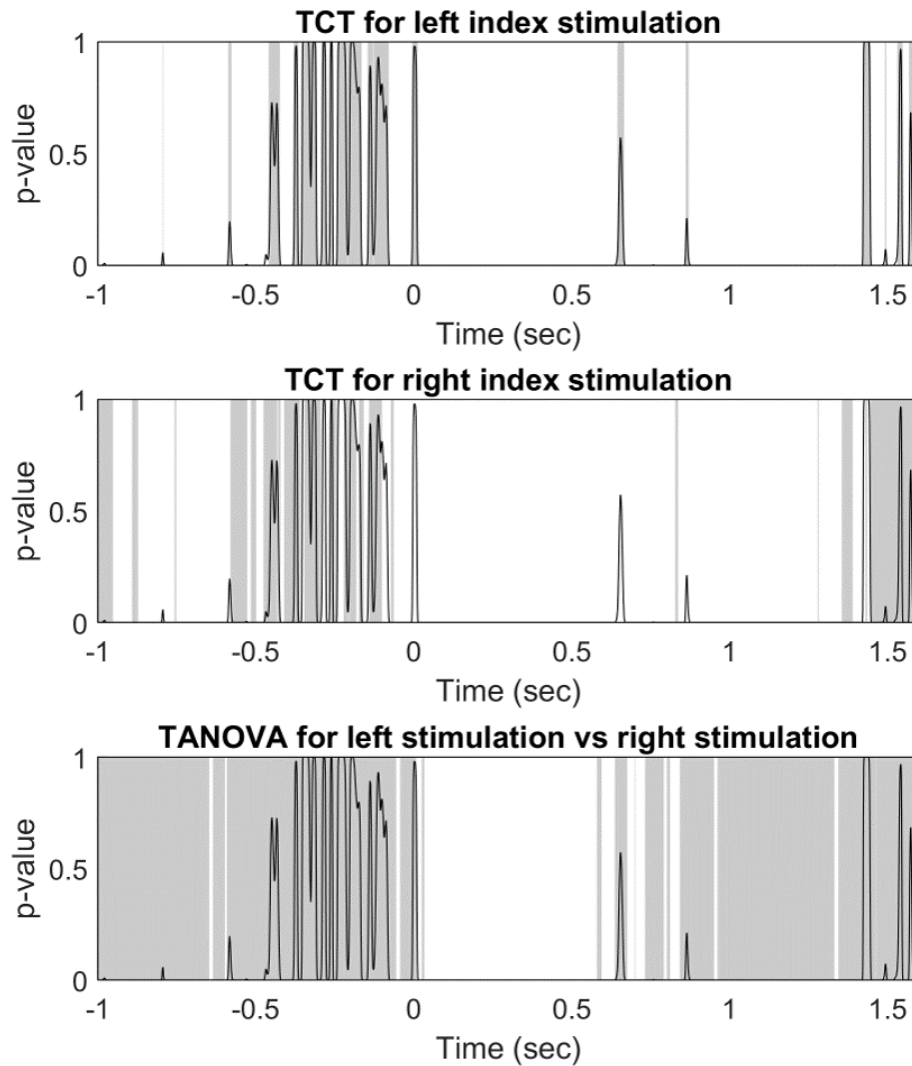 TCT for left index stimulation
1
0.5
0
p-value
-1 -0.5 0 0.5 1 1.5
Time (sec)
TCT for right index stimulation
1
0.5
0
p-value
-1 -0.5 0 0.5 1 1.5
Time (sec)
TANOVA for left stimulation vs right stimulation
1
0.5
0
p-value
-1 -0.5 0 0.5 1 1.5
Time (sec)